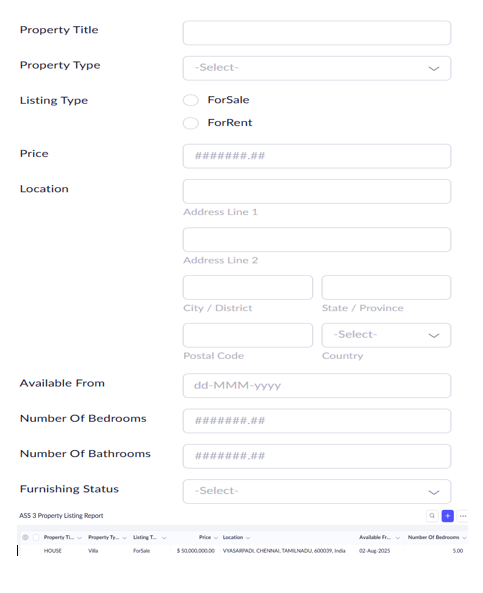 Property Title
Property Type
-Select-
Listing Type
ForSale
ForRent
Price
#######.##
Location
Address Line 1
Address Line 2
City / District State / Province
-Select-
Postal Code Country
Available From
dd-MMM-yyyy
Number Of Bedrooms
#######.##
Number Of Bathrooms
#######.##
Furnishing Status
-Select-
ASS 3 Property Listing Report
Property Ti... Property Ty... Listing T... Price Location Available Fr... Number Of Bedrooms
HOUSE Villa ForSale $ 50,000,000.00 VYASARPADI, CHENNAI, TAMILNADU, 600039, India 02-Aug-2025 5.00